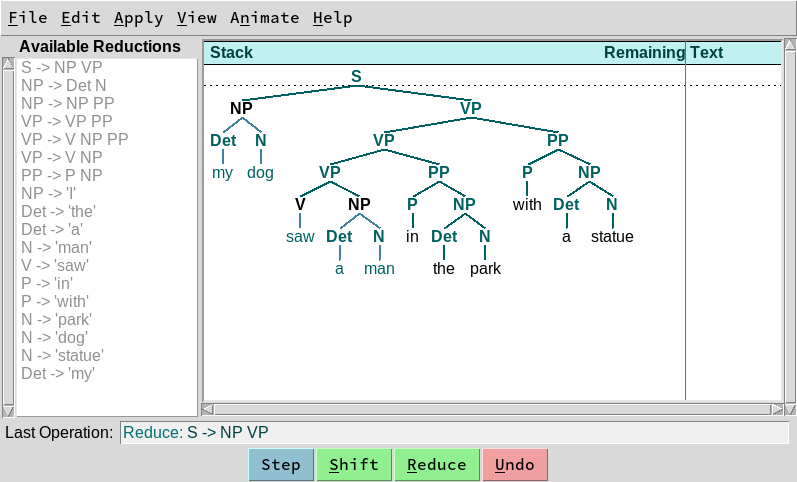 File Edit Apply View Animate Help
Available Reductions
S -> NP VP
NP -> Det N
NP -> NP PP
VP -> VP PP
VP -> V NP PP
VP -> V NP
PP -> P NP
NP -> 'I'
Det -> 'the'
Det -> 'a'
N -> 'man'
V -> 'saw'
P -> 'in'
P -> 'with'
N -> 'park'
N -> 'dog'
N -> 'statue'
Det -> 'my'
Stack Remaining Text
S
NP VP
Det N VP PP
my dog VP PP P NP
V NP P NP with Det N
saw Det N in Det N a statue
a man the park
Last Operation: Reduce: S -> NP VP
Step Shift Reduce Undo